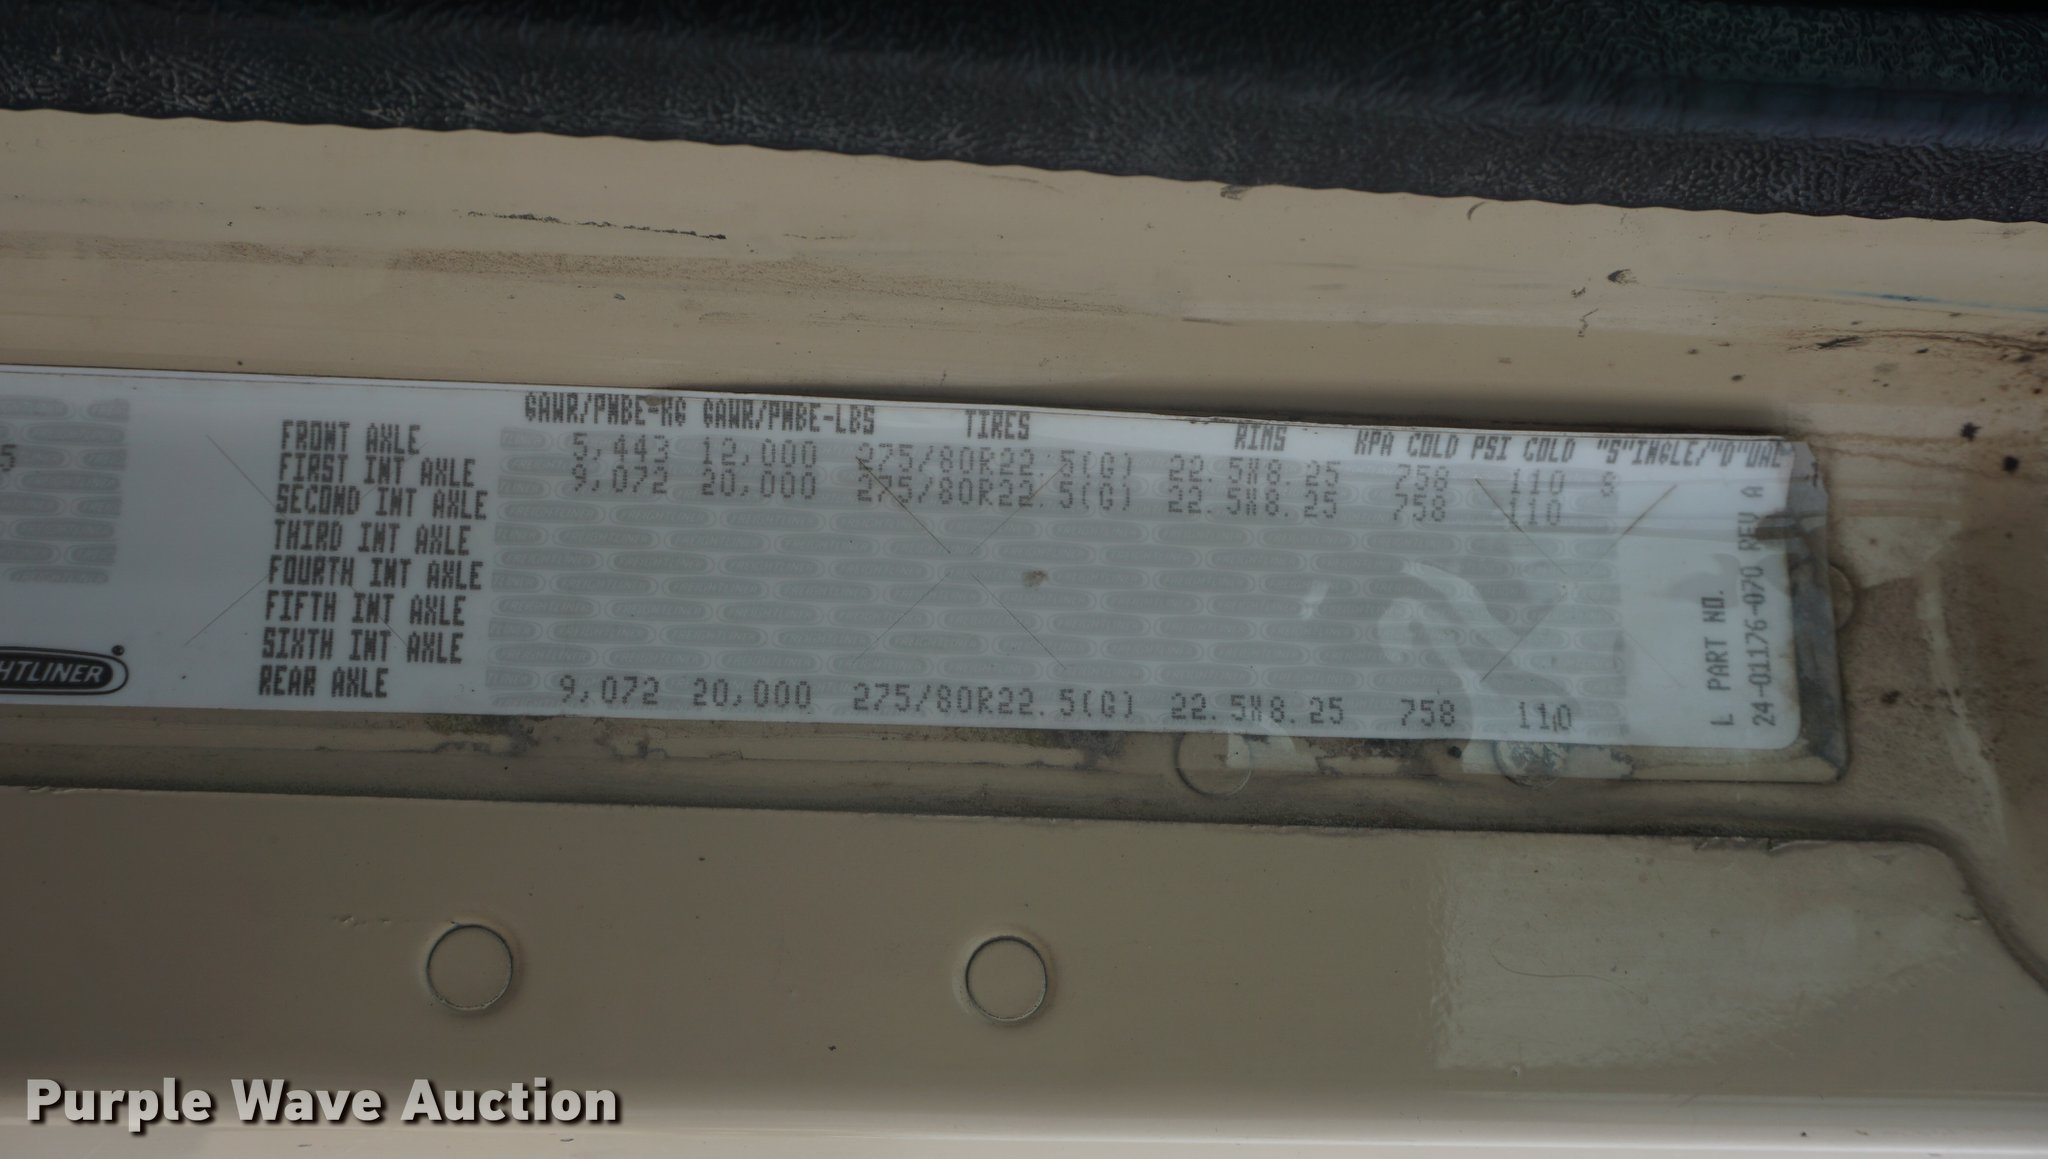 GAWR/PNBE-KG GAWR/PNBE-LBS TIRES RIMS KPA COLD PSI COLD "S"INGLE/"D"UAL
FRONT AXLE 5,443 12,000 275/80R22.5(G) 22.5X8.25 758 110 S
FIRST INT AXLE 9,072 20,000 275/80R22.5(G) 22.5X8.25 758 110
SECOND INT AXLE
THIRD INT AXLE
FOURTH INT AXLE
FIFTH INT AXLE
SIXTH INT AXLE
REAR AXLE 9,072 20,000 275/80R22.5(G) 22.5X8.25 758 110
5
HTLINER
L PART NO.
24-01176-070 REV A
Purple Wave Auction